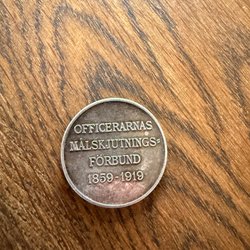 OFFICERARNAS
MÅLSKJUTNINGS-
FÖRBUND
1859-1919